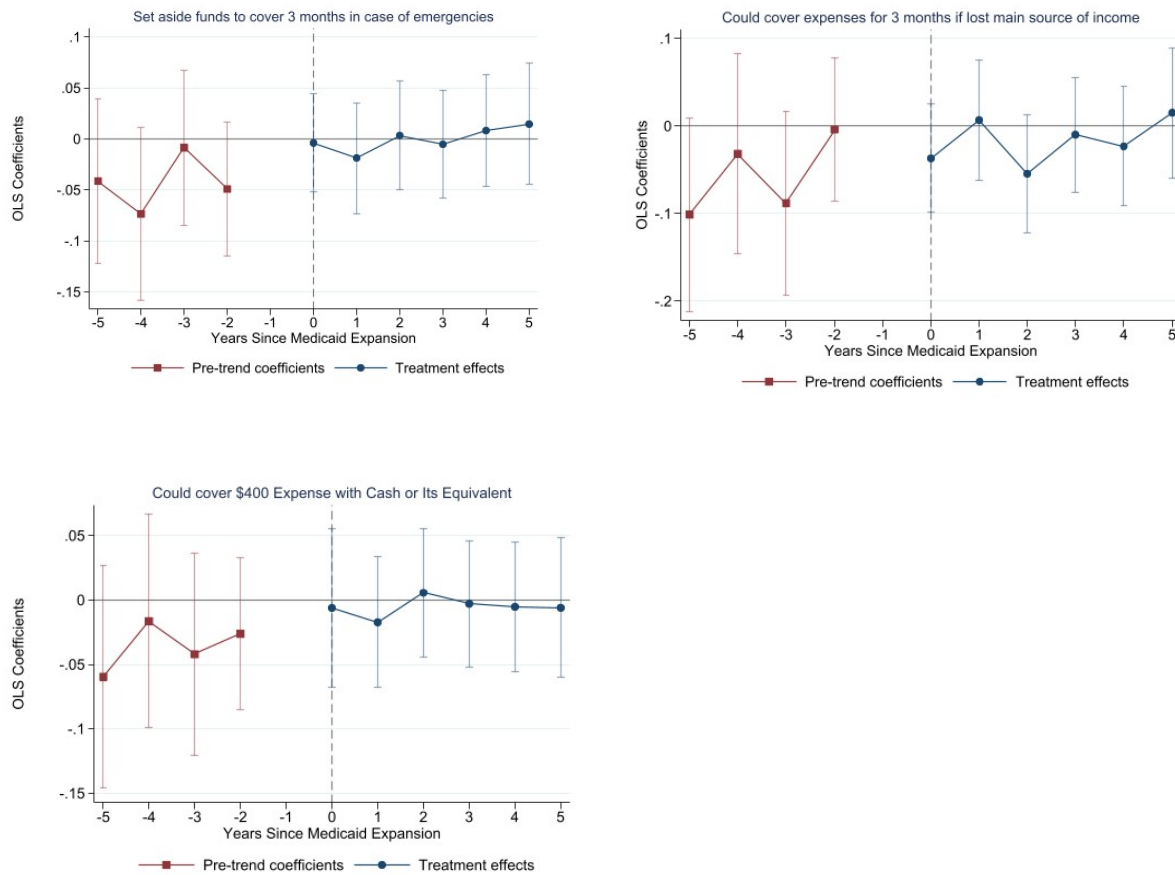 Set aside funds to cover 3 months in case of emergencies
.1
.05
0
-.05
-.1
-.15
OLS Coefficients
-5 -4 -3 -2 -1 0 1 2 3 4 5
Years Since Medicaid Expansion
Pre-trend coefficients Treatment effects
Could cover expenses for 3 months if lost main source of income
.1
0
-.1
-.2
OLS Coefficients
-5 -4 -3 -2 -1 0 1 2 3 4 5
Years Since Medicaid Expansion
Pre-trend coefficients Treatment effects
Could cover $400 Expense with Cash or Its Equivalent
.05
0
-.05
-.1
-.15
OLS Coefficients
-5 -4 -3 -2 -1 0 1 2 3 4 5
Years Since Medicaid Expansion
Pre-trend coefficients Treatment effects